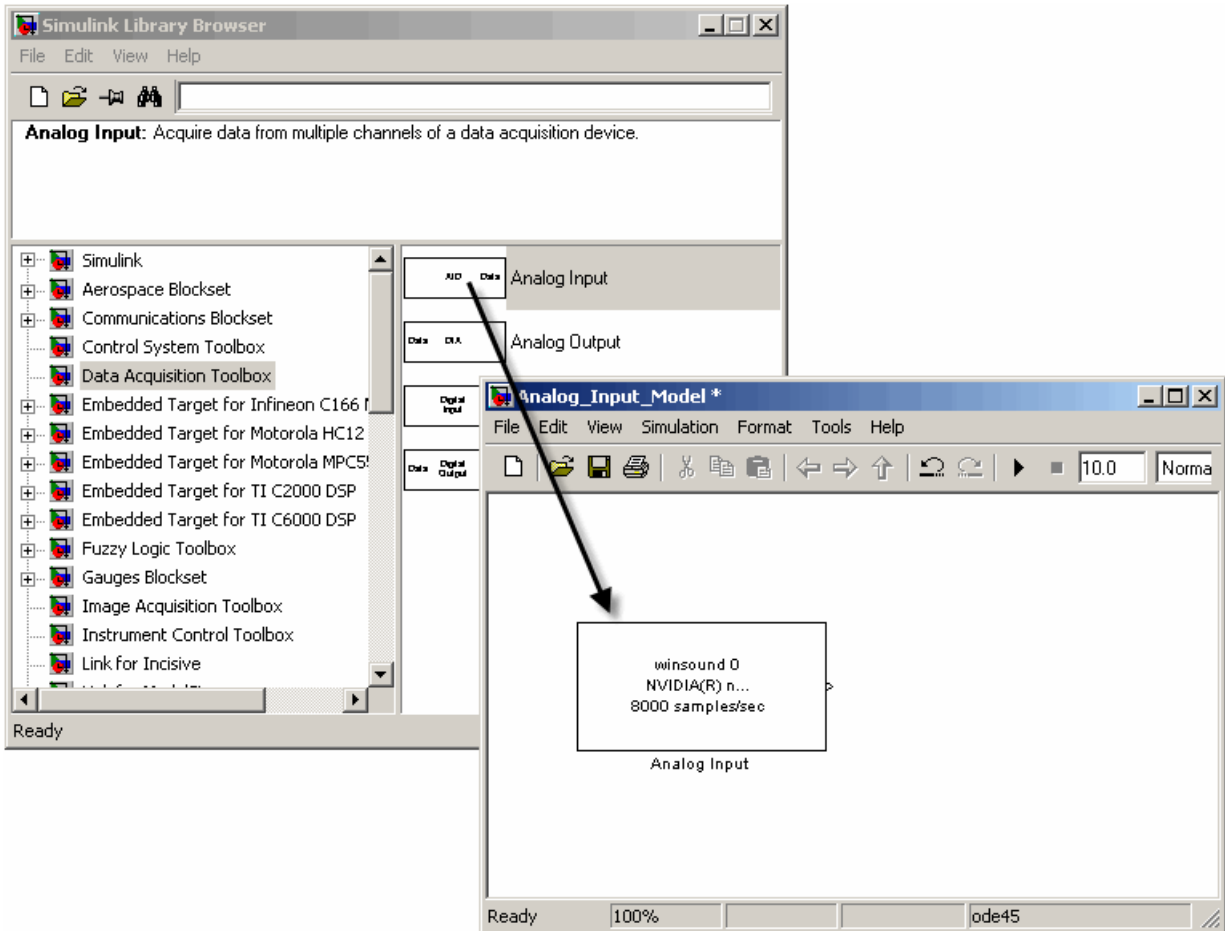 Simulink Library Browser
File Edit View Help
Analog Input: Acquire data from multiple channels of a data acquisition device.
Simulink
Aerospace Blockset
Communications Blockset
Control System Toolbox
Data Acquisition Toolbox
Embedded Target for Infineon C166
Embedded Target for Motorola HC12
Embedded Target for Motorola
Embedded Target for TI C2000 DSP
Embedded Target for TI C6000 DSP
Fuzzy Logic Toolbox
Gauges Blockset
Image Acquisition Toolbox
Instrument Control Toolbox
Link for Incisive
Ready
Data
Analog Input
Data
Analog Output
Digital
Input
Data Digital
Output
Analog_Input_Model *
File Edit View Simulation Format Tools Help
10.0 Norma
winsound 0
NVIDIA(R) n...
8000 samples/sec
Analog Input
Ready 100% ode45